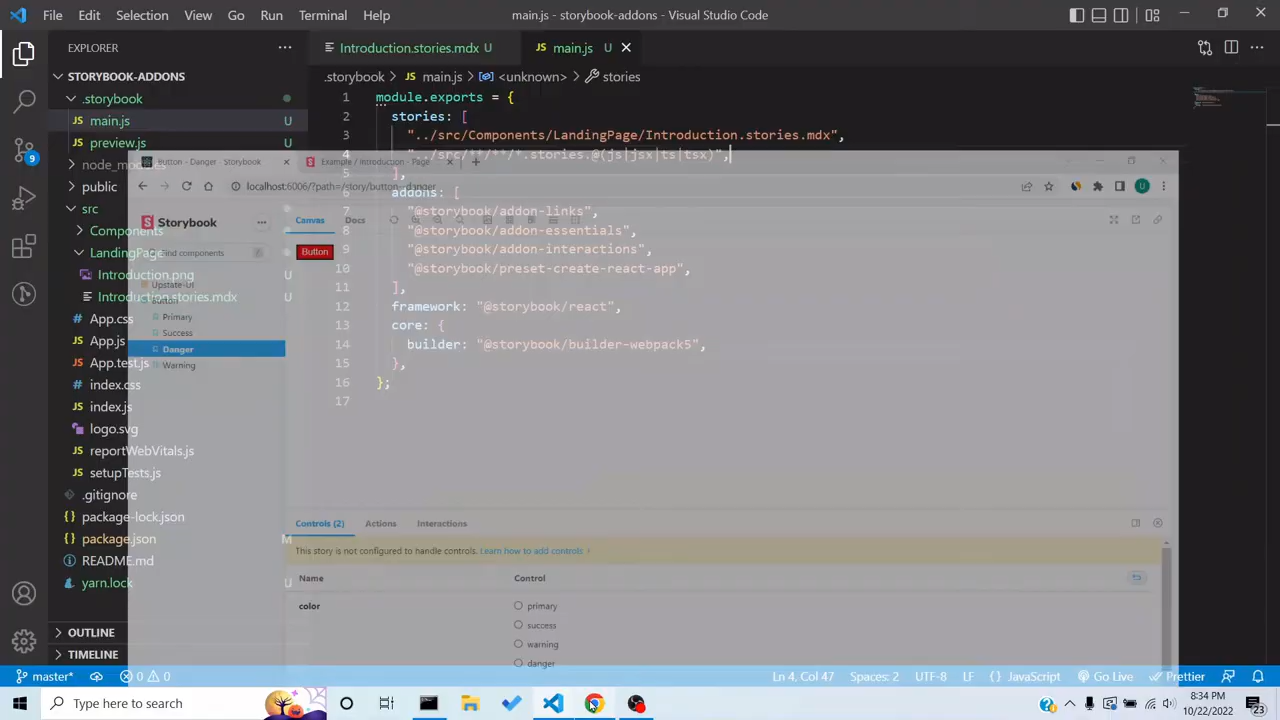 File Edit Selection View Go Run Terminal Help
main.js - storybook-addons - Visual Studio Code
EXPLORER
STORYBOOK-ADDONS
.storybook
main.js U
preview.js U
node_modules
public
src
Components
LandingPage
Introduction.png U
Introduction.stories.mdx U
App.css
App.js
App.test.js
index.css
index.js
logo.svg
reportWebVitals.js
setupTests.js
.gitignore
package-lock.json
package.json M
README.md
yarn.lock U
OUTLINE
TIMELINE
9
Introduction.stories.mdx U
JS main.js U
.storybook > JS main.js > <unknown> > stories
1 module.exports = {
2 stories: [
3 "../src/Components/LandingPage/Introduction.stories.mdx",
4 "../src/**/**/*.stories.@(js|jsx|ts|tsx)",
5 ],
6 addons: [
7 "@storybook/addon-links",
8 "@storybook/addon-essentials",
9 "@storybook/addon-interactions",
10 "@storybook/preset-create-react-app",
11 ],
12 framework: "@storybook/react",
13 core: {
14 builder: "@storybook/builder-webpack5",
15 },
16 };
17
Button - Danger · Storybook
Example / Introduction - Page
localhost:6006/?path=/story/button--danger
U
Storybook
Find components
/
Upstate-UI
Button
Primary
Success
Danger
Warning
Canvas Docs
Button
Controls (2) Actions Interactions
This story is not configured to handle controls. Learn how to add controls
Name Control
color
primary
success
warning
danger
master* 0 0
Ln 4, Col 47 Spaces: 2 UTF-8 LF {} JavaScript Go Live Prettier
Type here to search
8:34 PM
10/22/2022
23